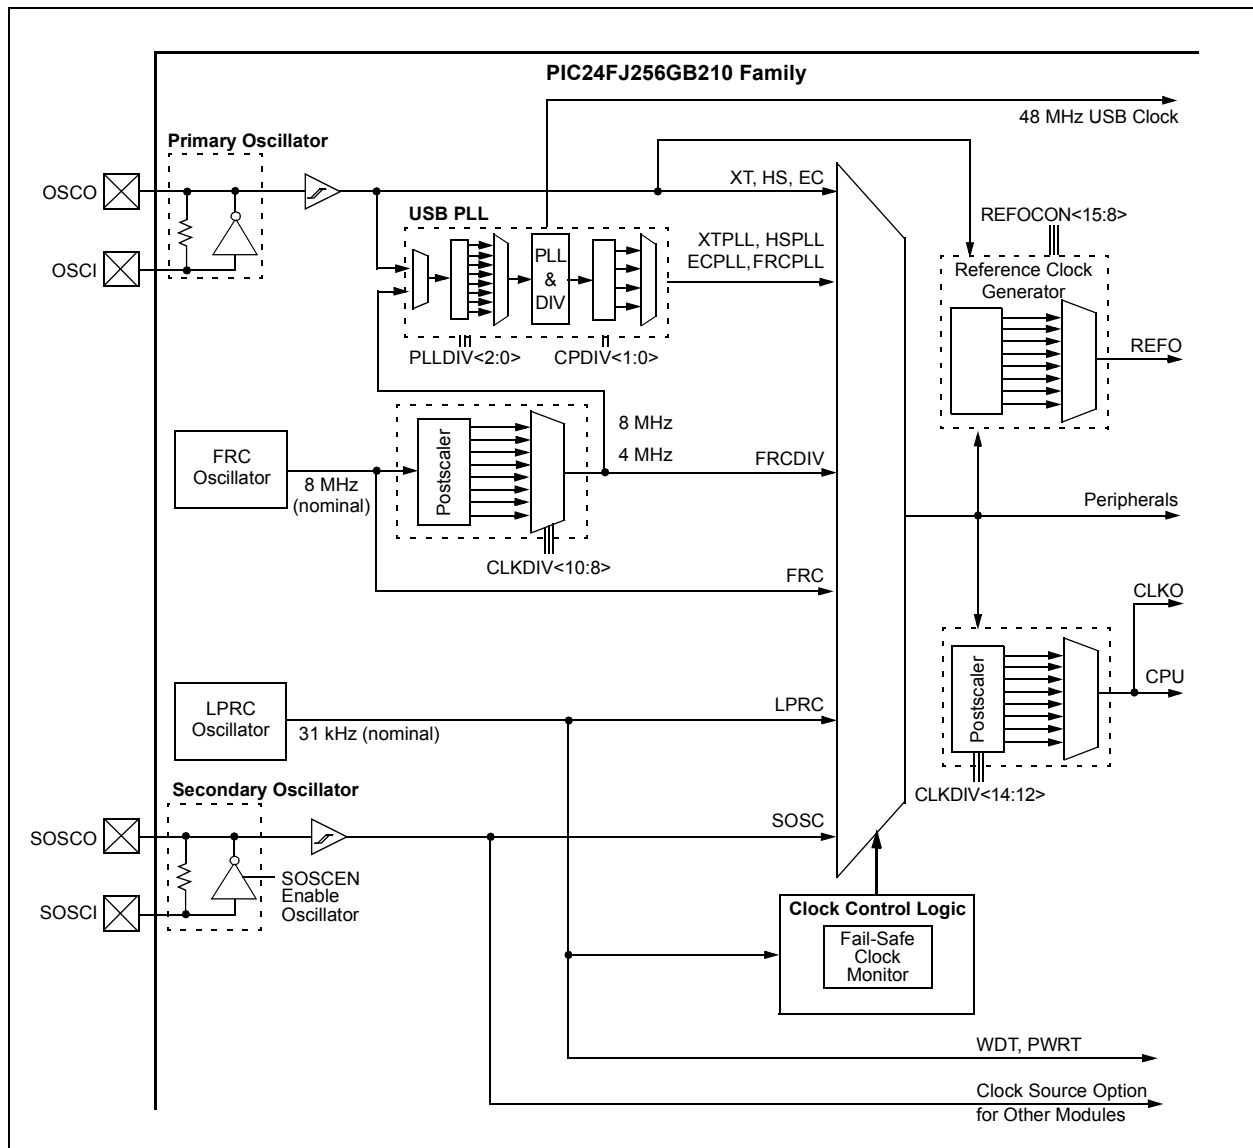 PIC24FJ256GB210 Family
48 MHz USB Clock
Primary Oscillator
OSCO
XT, HS, EC
REFOCON<15:8>
USB PLL
XTPLL, HSPLL
ECPLL,FRCPLL
OSCI
PLL
&
DIV
Reference Clock
Generator
PLLDIV<2:0>
CPDIV<1:0>
REFO
8 MHz
4 MHz
FRC
Oscillator
8 MHz
(nominal)
Postscaler
FRCDIV
Peripherals
CLKDIV<10:8>
FRC
CLKO
CPU
Postscaler
LPRC
Oscillator
31 kHz (nominal)
LPRC
CLKDIV<14:12>
Secondary Oscillator
SOSCO
SOSC
SOSCEN
Enable
Oscillator
SOSCI
Clock Control Logic
Fail-Safe
Clock
Monitor
WDT, PWRT
Clock Source Option
for Other Modules